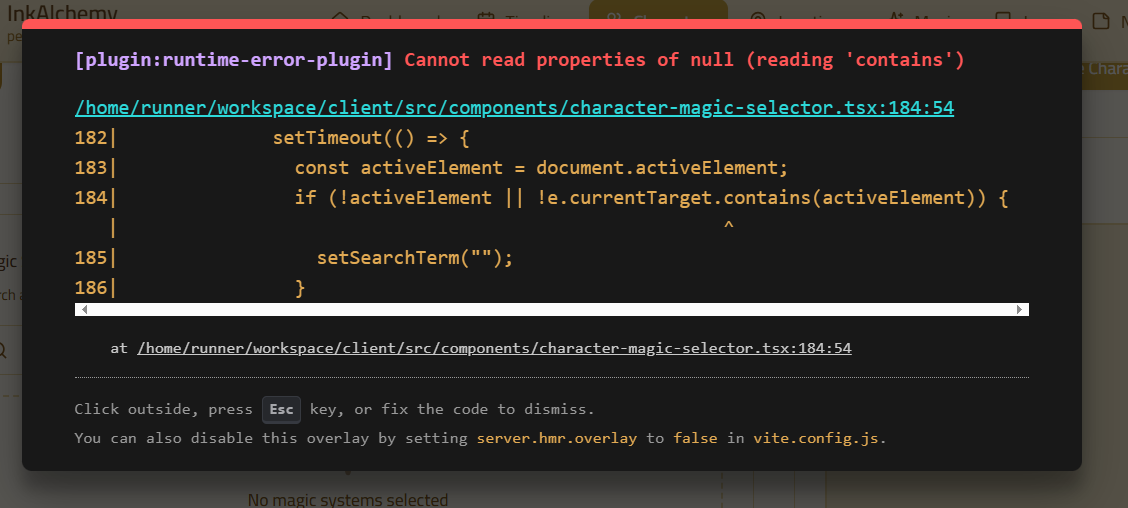 InkAlchemy
[plugin:runtime-error-plugin] Cannot read properties of null (reading 'contains')
/home/runner/workspace/client/src/components/character-magic-selector.tsx:184:54
182|              setTimeout(() => {
183|                const activeElement = document.activeElement;
184|                if (!activeElement || !e.currentTarget.contains(activeElement)) {
   |                                                       ^
185|                  setSearchTerm("");
186|                }
at /home/runner/workspace/client/src/components/character-magic-selector.tsx:184:54
Click outside, press Esc key, or fix the code to dismiss.
You can also disable this overlay by setting server.hmr.overlay to false in vite.config.js.
No magic systems selected